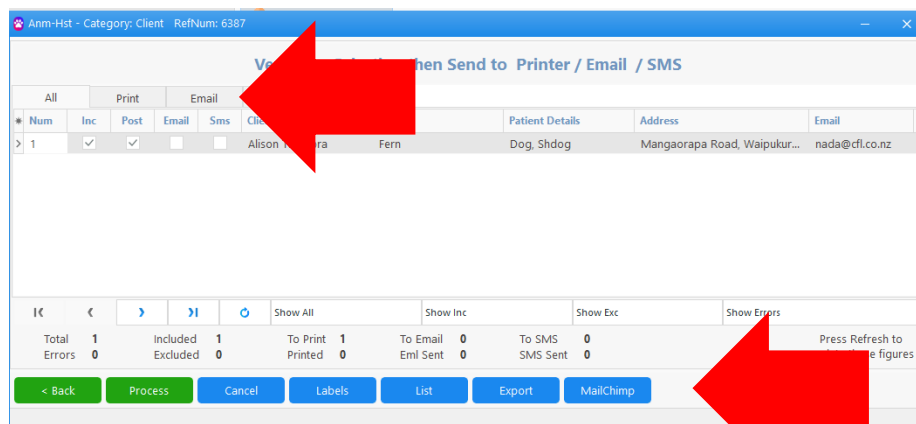 Anm-Hst - Category: Client RefNum: 6387
hen Send to Printer / Email / SMS
All Print Email
Num Inc Post Email Sms Patient Details Address Email
1 Alison Fern Dog, Shdog Mangaorapa Road, Waipukur... nada@cfl.co.nz
Show All Show Inc Show Exc Show Errors
Total 1 Included 1 To Print 1 To Email 0 To SMS 0 Press Refresh to
Errors 0 Excluded 0 Printed 0 Eml Sent 0 SMS Sent 0 figures
< Back Process Cancel Labels List Export MailChimp